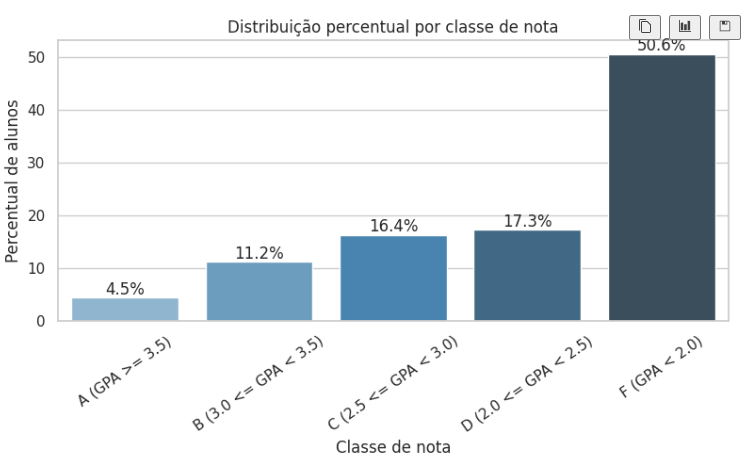 Distribuição percentual por classe de nota
Percentual de alunos
50
40
30
20
10
0
4.5%
11.2%
16.4%
17.3%
50.6%
A (GPA >= 3.5)
B (3.0 <= GPA < 3.5)
C (2.5 <= GPA < 3.0)
D (2.0 <= GPA < 2.5)
F (GPA < 2.0)
Classe de nota